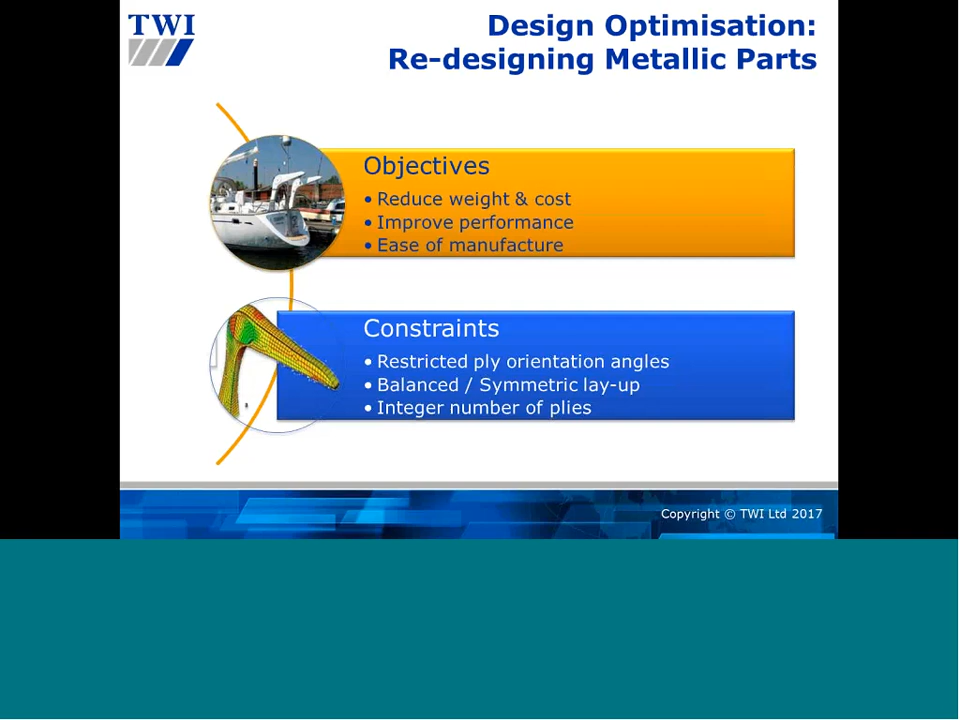 TWI
Design Optimisation:
Re-designing Metallic Parts
Objectives
• Reduce weight & cost
• Improve performance
• Ease of manufacture
Constraints
• Restricted ply orientation angles
• Balanced / Symmetric lay-up
• Integer number of plies
Copyright © TWI Ltd 2017